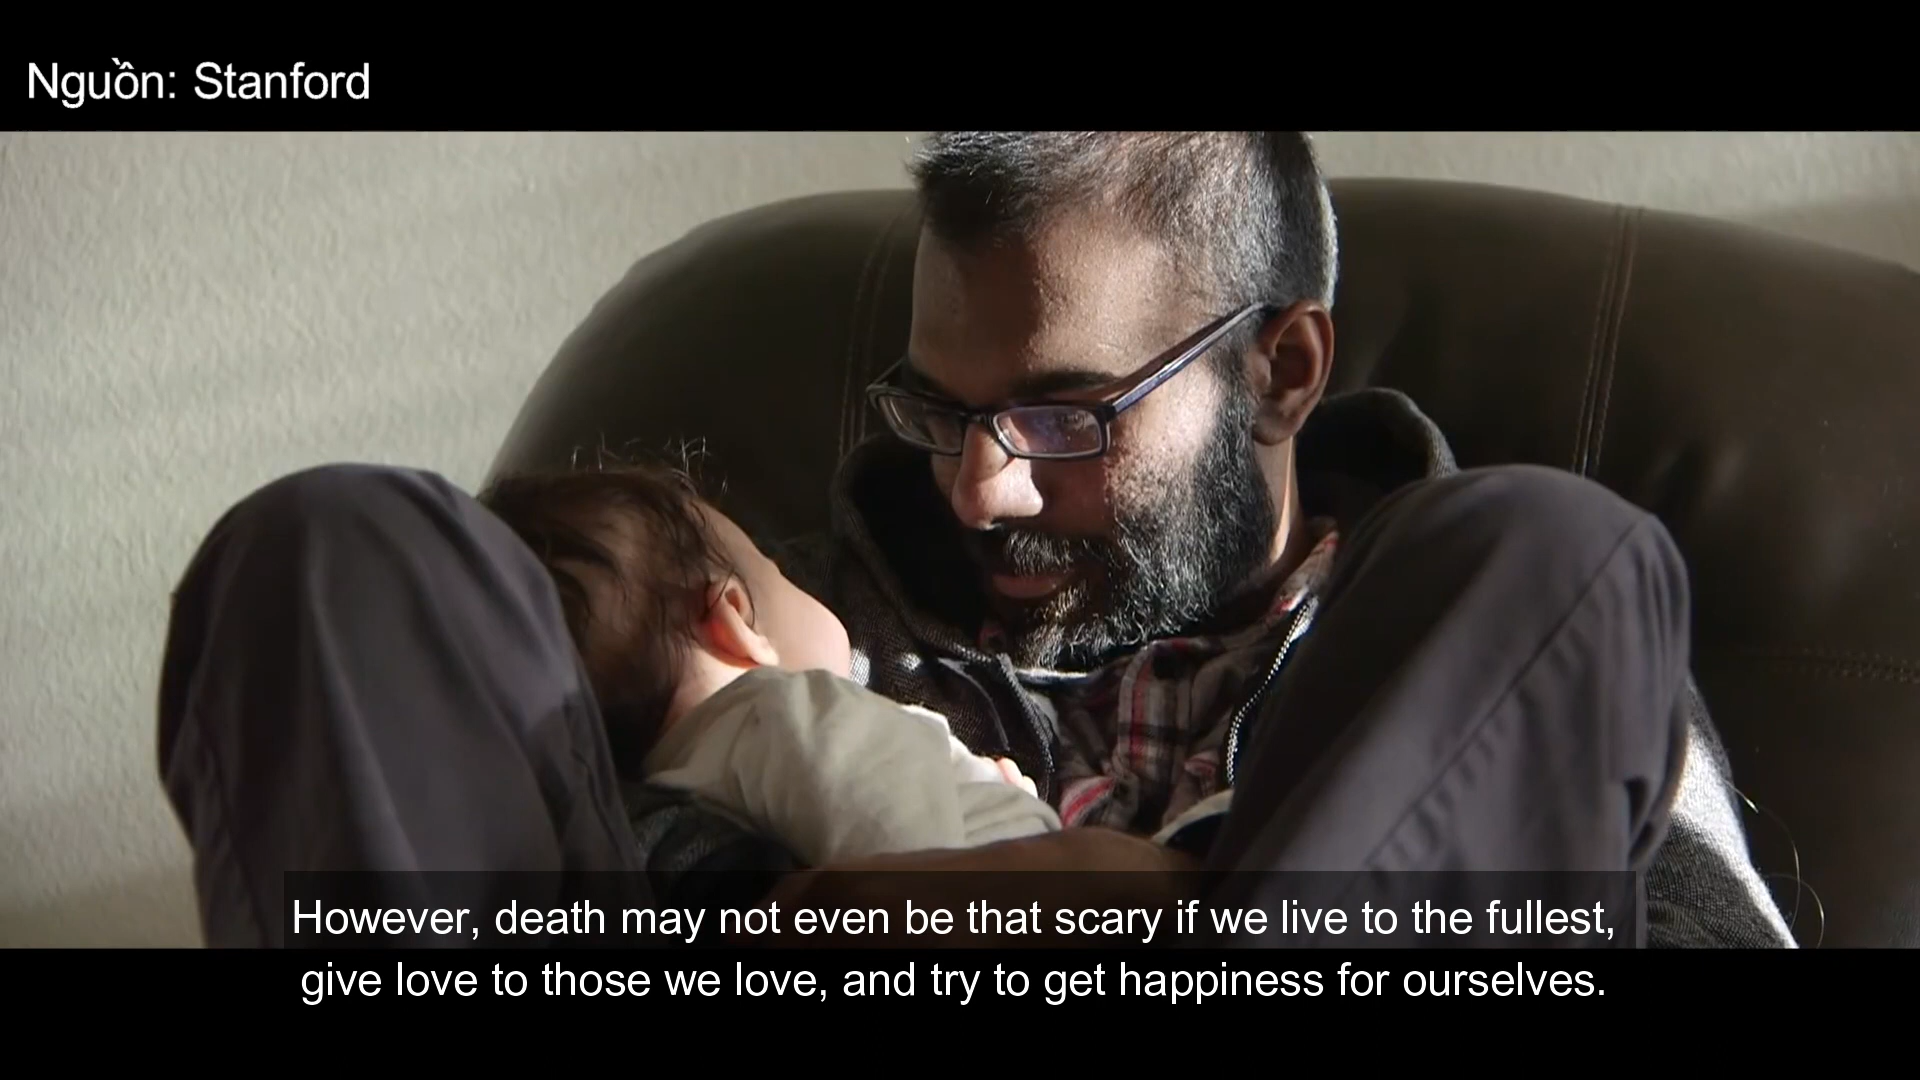 Nguồn: Stanford
However, death may not even be that scary if we live to the fullest,
give love to those we love, and try to get happiness for ourselves.